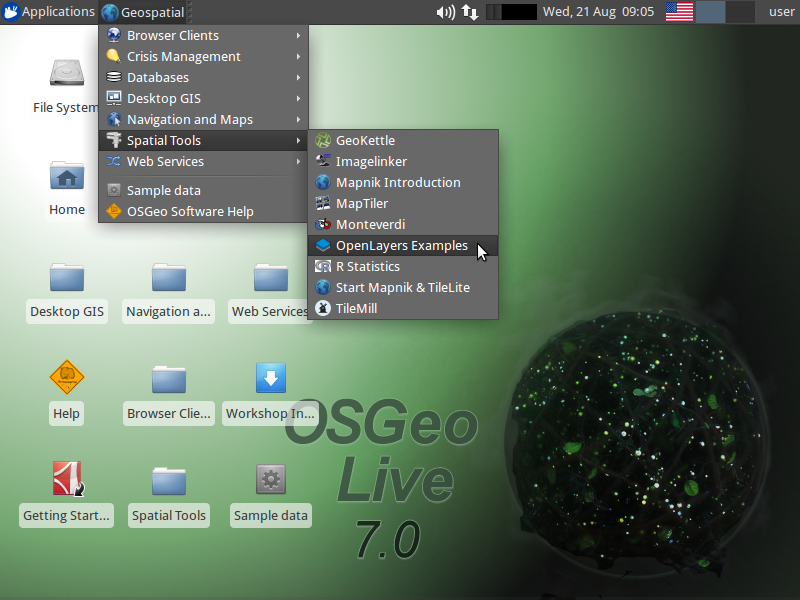 Applications Geospatial Wed, 21 Aug 09:05 user
Browser Clients
Crisis Management
Databases
Desktop GIS
Navigation and Maps
Spatial Tools
Web Services
Sample data
OSGeo Software Help
GeoKettle
Imagelinker
Mapnik Introduction
MapTiler
Monteverdi
OpenLayers Examples
R Statistics
Start Mapnik & TileLite
TileMill
File System
Home
Desktop GIS
Navigation a...
Web Services
Help
Browser Clie...
Workshop In...
Getting Start...
Spatial Tools
Sample data
OSGeo
Live
7.0